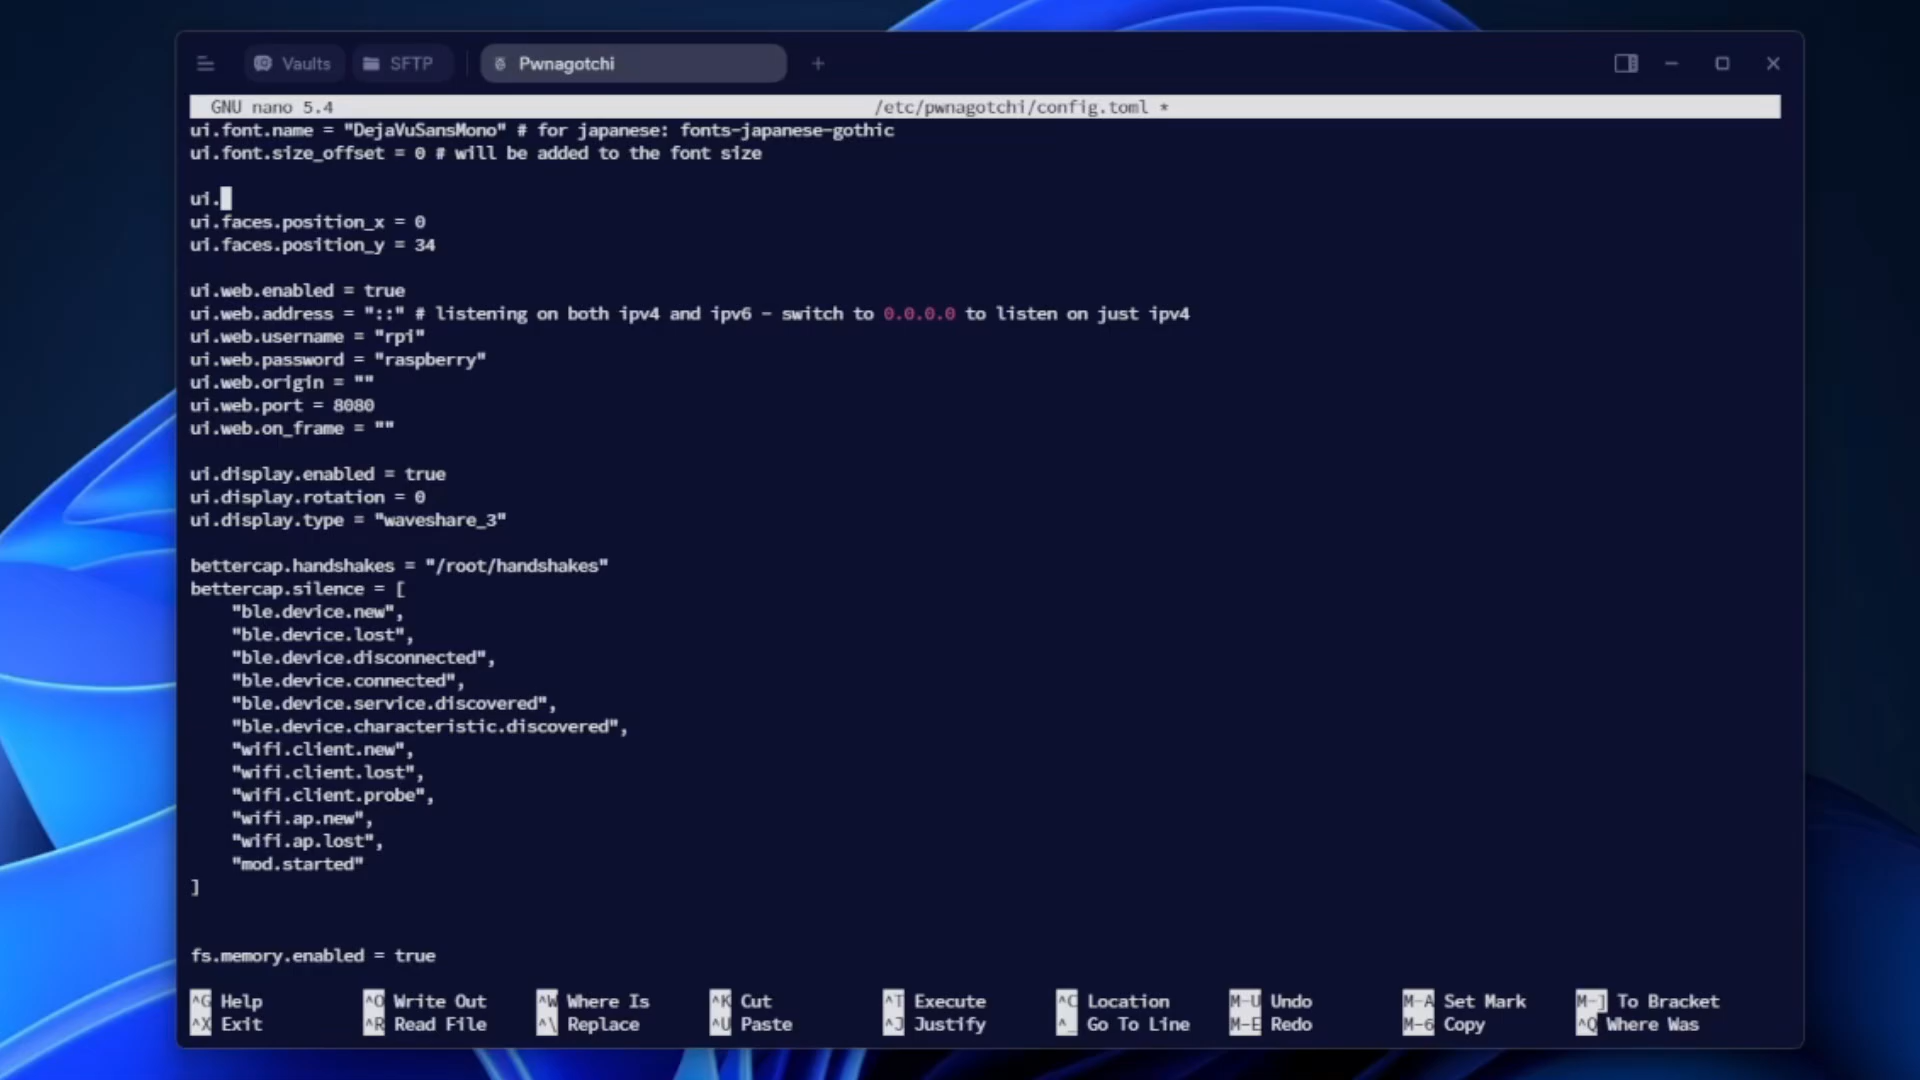 Vaults SFTP Pwnagotchi +
GNU nano 5.4 /etc/pwnagotchi/config.toml *
ui.font.name = "DejaVuSansMono" # for japanese: fonts-japanese-gothic
ui.font.size_offset = 0 # will be added to the font size
ui.
ui.faces.position_x = 0
ui.faces.position_y = 34
ui.web.enabled = true
ui.web.address = "::" # listening on both ipv4 and ipv6 - switch to 0.0.0.0 to listen on just ipv4
ui.web.username = "rpi"
ui.web.password = "raspberry"
ui.web.origin = ""
ui.web.port = 8080
ui.web.on_frame = ""
ui.display.enabled = true
ui.display.rotation = 0
ui.display.type = "waveshare_3"
bettercap.handshakes = "/root/handshakes"
bettercap.silence = [
"ble.device.new",
"ble.device.lost",
"ble.device.disconnected",
"ble.device.connected",
"ble.device.service.discovered",
"ble.device.characteristic.discovered",
"wifi.client.new",
"wifi.client.lost",
"wifi.client.probe",
"wifi.ap.new",
"wifi.ap.lost",
"mod.started"
]
fs.memory.enabled = true
^G Help ^O Write Out ^W Where Is ^K Cut ^T Execute ^C Location M-U Undo M-A Set Mark M-] To Bracket
^X Exit ^R Read File ^\ Replace ^U Paste ^J Justify ^_ Go To Line M-E Redo M-6 Copy ^Q Where Was